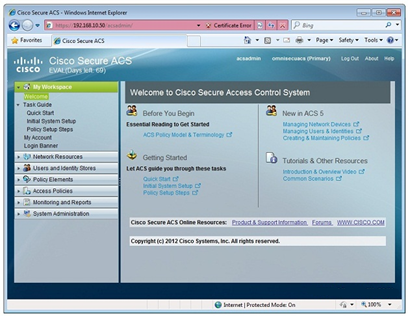 Cisco Secure ACS - Windows Internet Explorer
https://192.168.10.50/acsadmin/
Certificate Error
Bing
Favorites
Cisco Secure ACS
Page
Safety
Tools
CISCO
Cisco Secure ACS
EVAL(Days left: 69)
acsadmin
omnisecuacs (Primary)
Log Out
About
Help
My Workspace
Welcome
Task Guide
Quick Start
Initial System Setup
Policy Setup Steps
My Account
Login Banner
Network Resources
Users and Identity Stores
Policy Elements
Access Policies
Monitoring and Reports
System Administration
Welcome to Cisco Secure Access Control System
Before You Begin
Essential Reading to Get Started
ACS Policy Model & Terminology
Getting Started
Let ACS guide you through these tasks
Quick Start
Initial System Setup
Policy Setup Steps
New in ACS 5
Managing Network Devices
Managing Users & Identities
Creating & Maintaining Policies
Tutorials & Other Resources
Introduction & Overview Video
Common Scenarios
Cisco Secure ACS Online Resources: Product & Support Information Forums WWW.CISCO.COM
Copyright (c) 2012 Cisco Systems, Inc. All rights reserved.
Internet | Protected Mode: On
100%